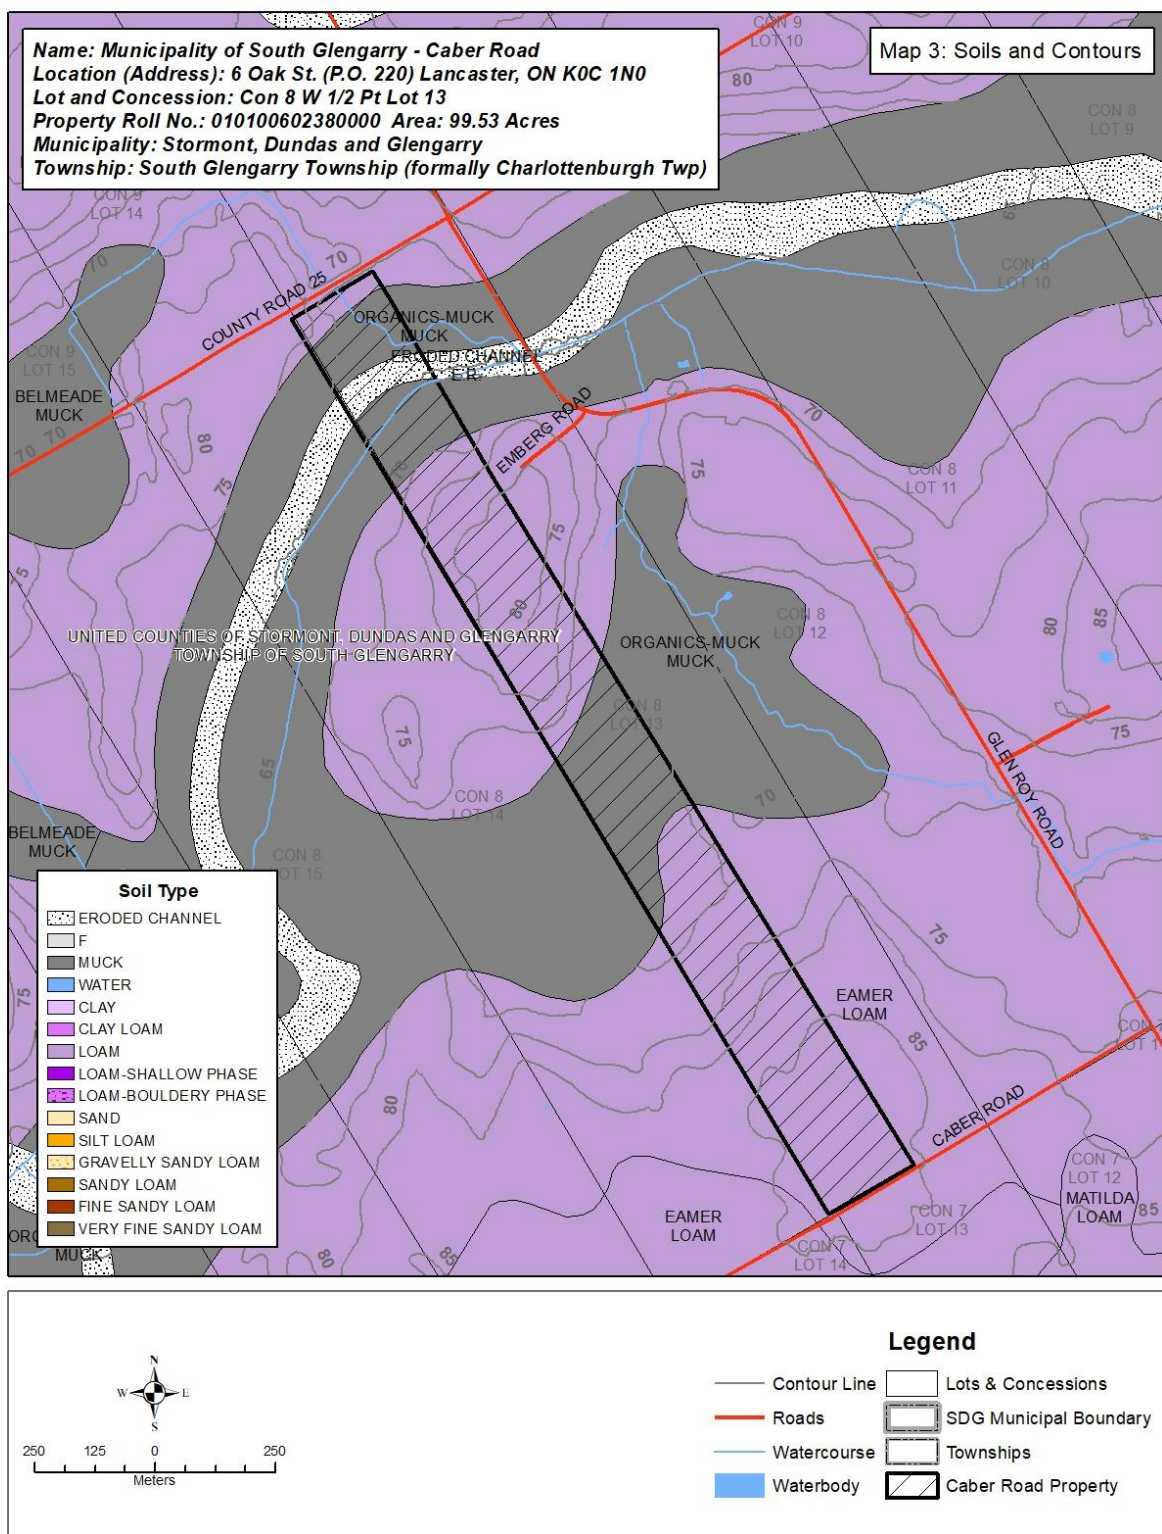 Name: Municipality of South Glengarry - Caber Road
Location (Address): 6 Oak St. (P.O. 220) Lancaster, ON K0C 1N0
Lot and Concession: Con 8 W 1/2 Pt Lot 13
Property Roll No.: 010100602380000 Area: 99.53 Acres
Municipality: Stormont, Dundas and Glengarry
Township: South Glengarry Township (formally Charlottenburgh Twp)
Map 3: Soils and Contours
CON 9
LOT 10
80
CON 8
LOT 9
CON 9
LOT 14
70
70
65
CON 8
LOT 10
COUNTY ROAD 25
ORGANICS-MUCK
MUCK
ERODED CHANNEL
E.R.
CON 9
LOT 15
BELMEADE
MUCK
70
70
80
75
70
EMBERG ROAD
70
75
CON 8
LOT 11
75
75
80
CON 8
LOT 12
80
85
UNITED COUNTIES OF STORMONT, DUNDAS AND GLENGARRY
TOWNSHIP OF SOUTH GLENGARRY
ORGANICS-MUCK
MUCK
CON 8
LOT 13
75
75
65
GLEN ROY ROAD
CON 8
LOT 14
70
BELMEADE
MUCK
CON 8
LOT 15
75
EAMER
LOAM
85
75
80
CABER ROAD
CON 7
EAMER
LOAM
CON 7
LOT 13
CON 7
LOT 14
CON 7
LOT 12
MATILDA
LOAM
85
80
85
MUCK
Soil Type
ERODED CHANNEL
F
MUCK
WATER
CLAY
CLAY LOAM
LOAM
LOAM-SHALLOW PHASE
LOAM-BOULDERY PHASE
SAND
SILT LOAM
GRAVELLY SANDY LOAM
SANDY LOAM
FINE SANDY LOAM
VERY FINE SANDY LOAM
N
W E
S
250 125 0 250
Meters
Legend
Contour Line
Roads
Watercourse
Waterbody
Lots & Concessions
SDG Municipal Boundary
Townships
Caber Road Property